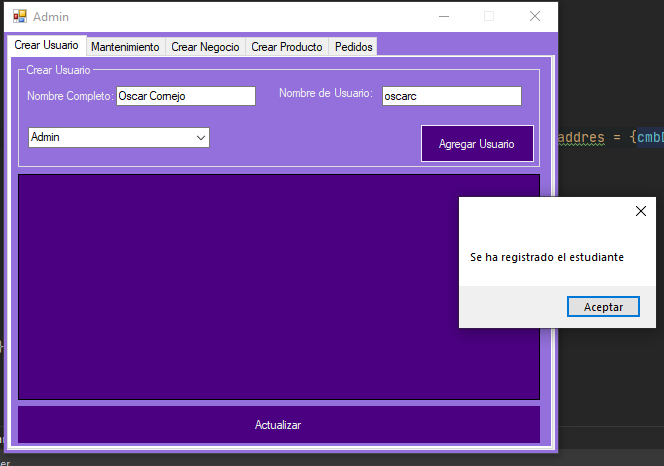 Admin
Crear Usuario Mantenimiento Crear Negocio Crear Producto Pedidos
Crear Usuario
Nombre Completo: Oscar Cornejo Nombre de Usuario: oscarc
Admin
Agregar Usuario
addres = {cmb
Se ha registrado el estudiante
Aceptar
}
Actualizar